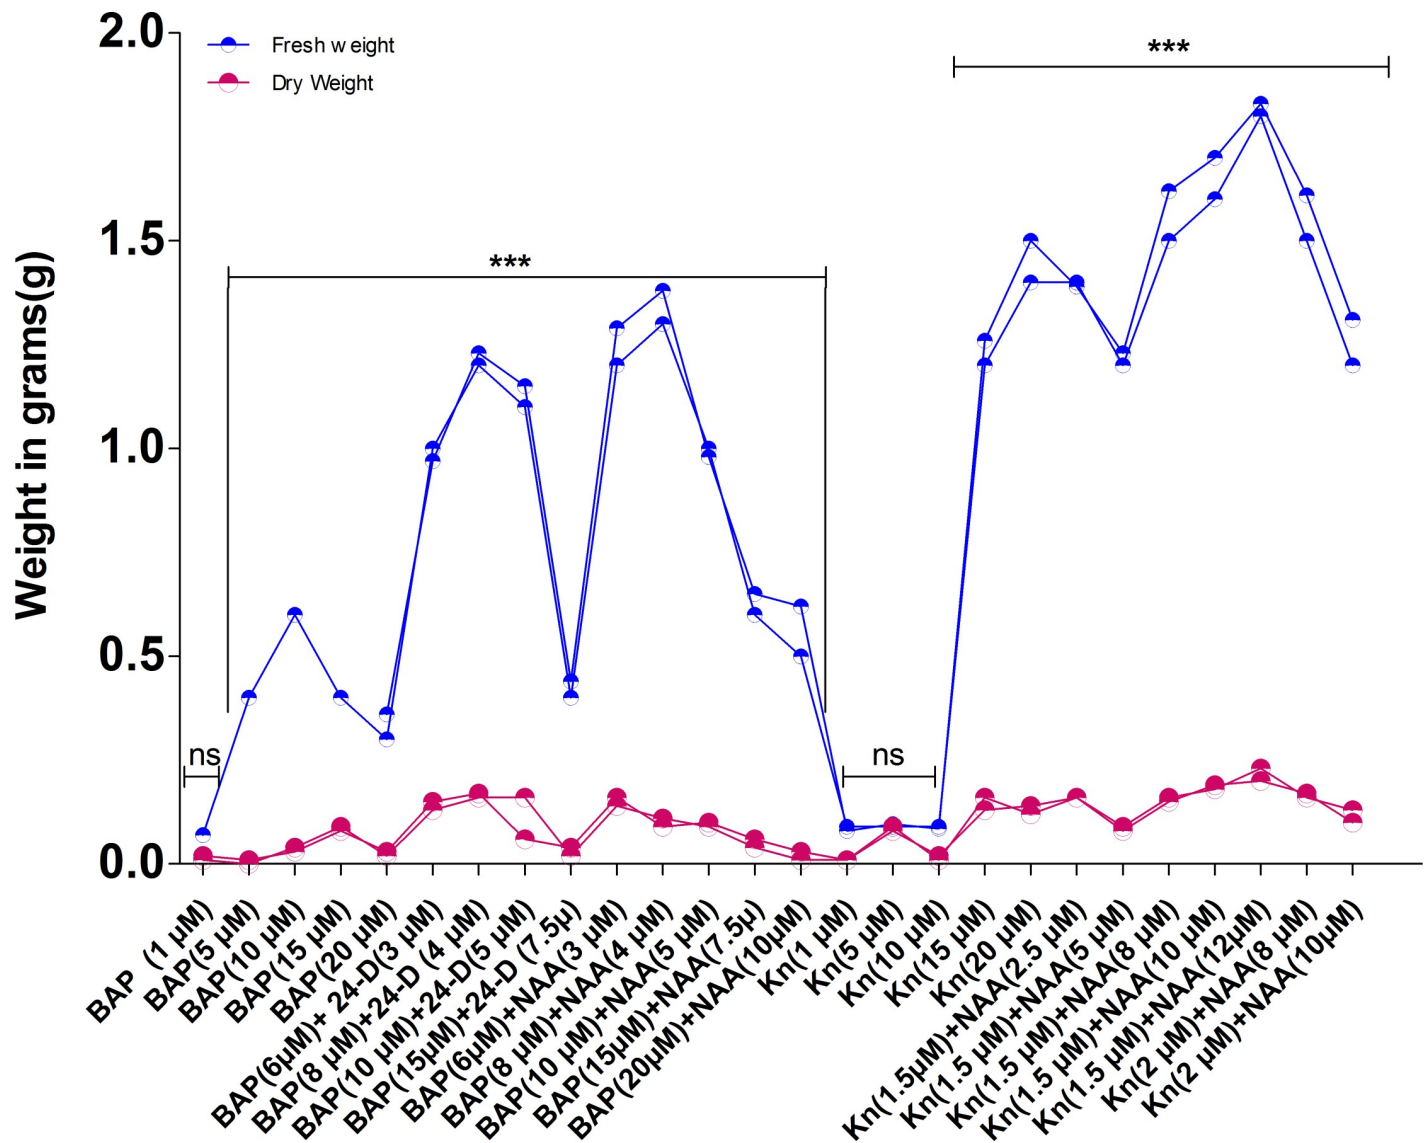 2.0
1.5
1.0
0.5
0.0
Weight in grams(g)
Fresh weight
Dry Weight
***
***
ns
ns
BAP (1 µM)
BAP(5 µM)
BAP(10 µM)
BAP(15 µM)
BAP(20 µM)
BAP(6µM)+ 24-D(3 µM)
BAP(8 µM)+24-D (4 µM)
BAP(10 µM)+24-D(5 µM)
BAP(15µM)+24-D (7.5µ)
BAP(6µM)+NAA(3 µM)
BAP(8 µM)+NAA(4 µM)
BAP(10 µM)+NAA(5 µM)
BAP(15µM)+NAA(7.5µ)
BAP(20µM)+NAA(10µM)
Kn(1 µM)
Kn(5 µM)
Kn(10 µM)
Kn(15 µM)
Kn(20 µM)
Kn(1.5µM)+NAA(2.5 µM)
Kn(1.5 µM)+NAA(5 µM)
Kn(1.5 µM)+NAA(8 µM)
Kn(1.5 µM)+NAA(10 µM)
Kn(1.5 µM)+NAA(12µM)
Kn(2 µM)+NAA(8 µM)
Kn(2 µM)+NAA(10µM)